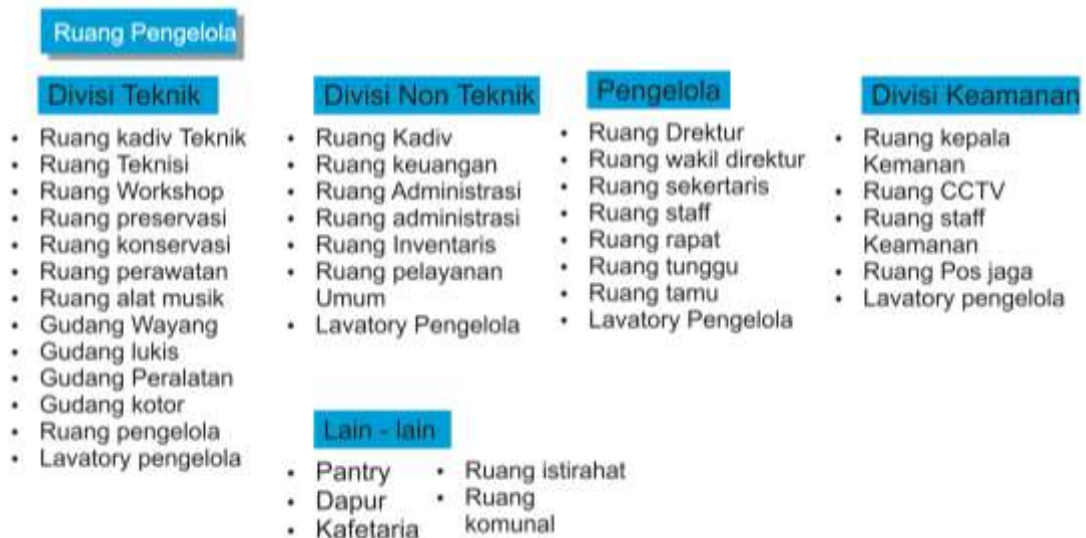 Ruang Pengelola
Divisi Teknik
• Ruang kadiv Teknik
• Ruang Teknisi
• Ruang Workshop
• Ruang preservasi
• Ruang konservasi
• Ruang perawatan
• Ruang alat musik
• Gudang Wayang
• Gudang lukis
• Gudang Peralatan
• Gudang kotor
• Ruang pengelola
• Lavatory pengelola
Divisi Non Teknik
• Ruang Kadiv
• Ruang keuangan
• Ruang Administrasi
• Ruang administrasi
• Ruang Inventaris
• Ruang pelayanan
Umum
• Lavatory Pengelola
Pengelola
• Ruang Drektur
• Ruang wakil direktur
• Ruang sekertaris
• Ruang staff
• Ruang rapat
• Ruang tunggu
• Ruang tamu
• Lavatory Pengelola
Divisi Keamanan
• Ruang kepala
Kemanan
• Ruang CCTV
• Ruang staff
Keamanan
• Ruang Pos jaga
• Lavatory pengelola
Lain - lain
• Pantry
• Dapur
• Kafetaria
• Ruang istirahat
• Ruang
komunal